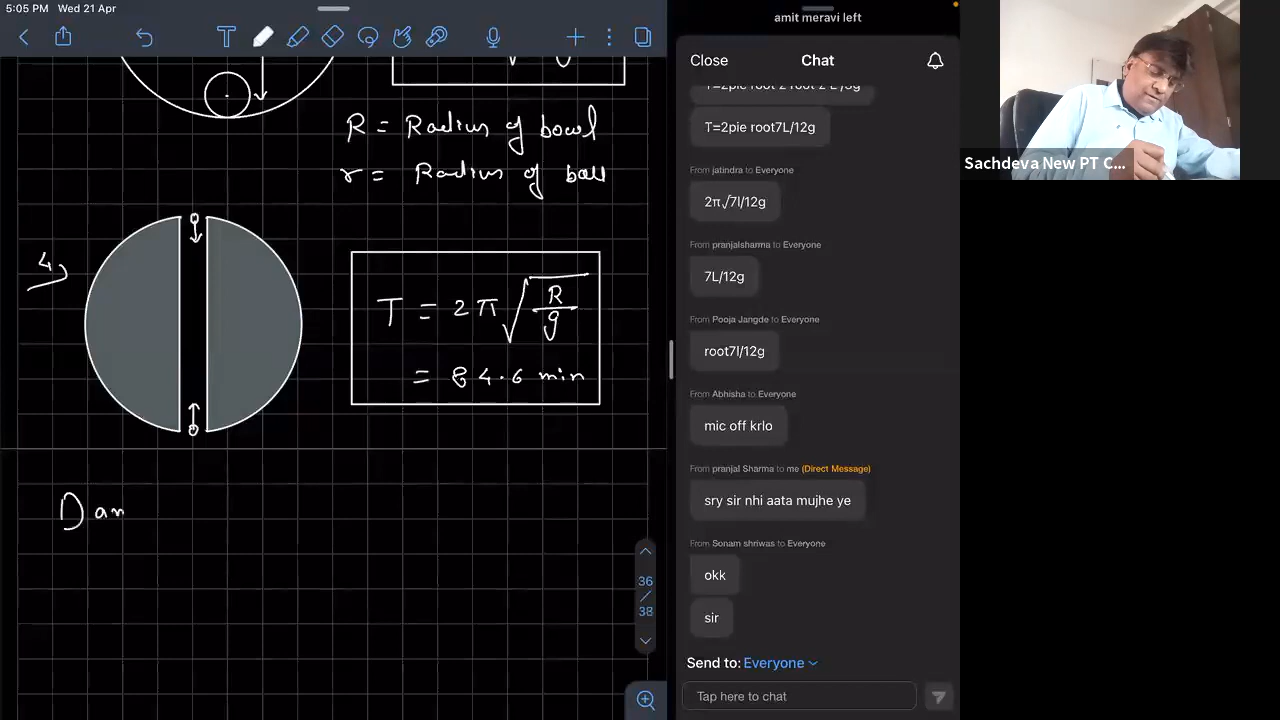 5:05 PM Wed 21 Apr
R = Radius of bowl
r = Radius of ball
4)
T = 2π √(R/g)
= 84.6 min
Dam
36
38
amit meravi left
Close
Chat
T=2pie root7L/12g
From jatindra to Everyone
2π√7l/12g
From pranjalsharma to Everyone
7L/12g
From Pooja Jangde to Everyone
root7l/12g
From Abhisha to Everyone
mic off krlo
From pranjal Sharma to me (Direct Message)
sry sir nhi aata mujhe ye
From Sonam shriwas to Everyone
okk
sir
Send to: Everyone
Tap here to chat
Sachdeva New PT C...